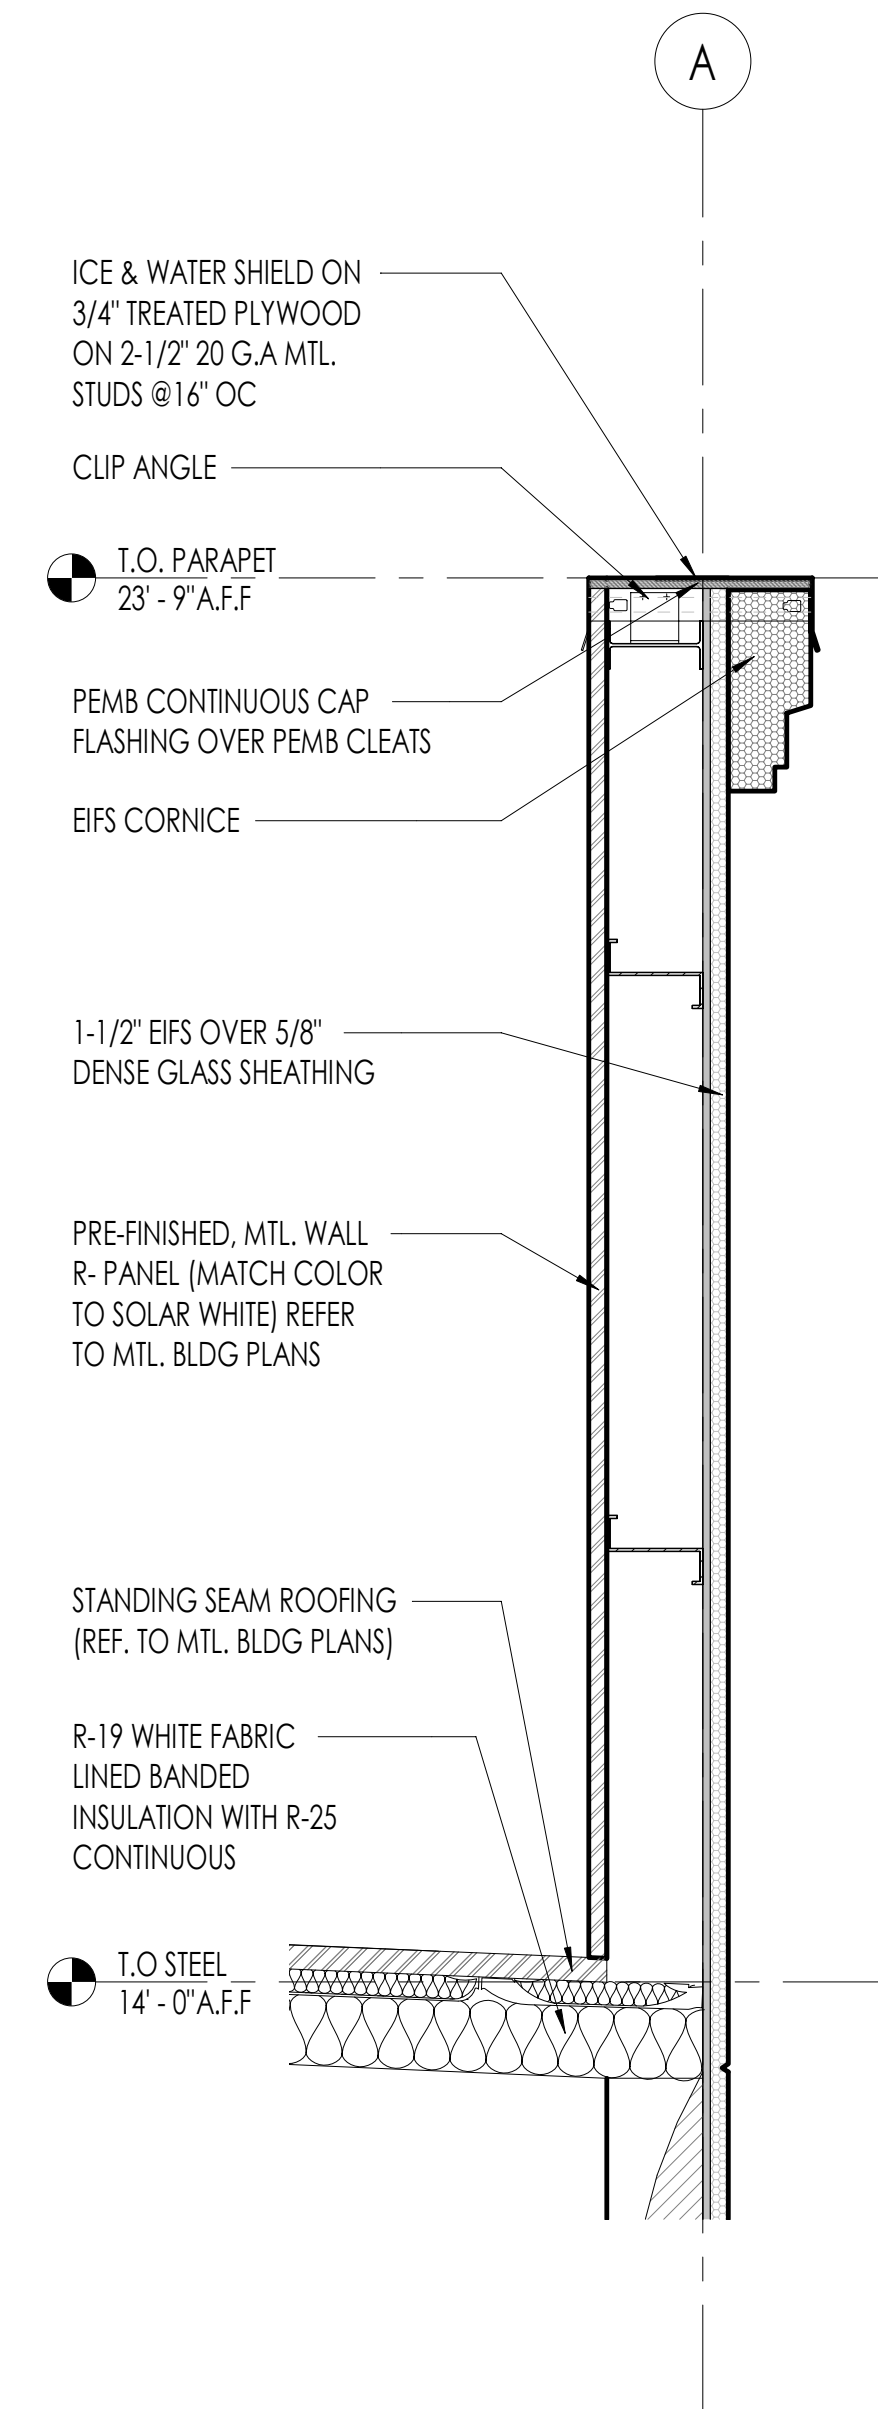 A
ICE & WATER SHIELD ON
3/4" TREATED PLYWOOD
ON 2-1/2" 20 G.A MTL.
STUDS @16" OC
CLIP ANGLE
T.O. PARAPET
23' - 9"A.F.F
PEMB CONTINUOUS CAP
FLASHING OVER PEMB CLEATS
EIFS CORNICE
1-1/2" EIFS OVER 5/8"
DENSE GLASS SHEATHING
PRE-FINISHED, MTL. WALL
R- PANEL (MATCH COLOR
TO SOLAR WHITE) REFER
TO MTL. BLDG PLANS
STANDING SEAM ROOFING
(REF. TO MTL. BLDG PLANS)
R-19 WHITE FABRIC
LINED BANDED
INSULATION WITH R-25
CONTINUOUS
T.O STEEL
14' - 0"A.F.F